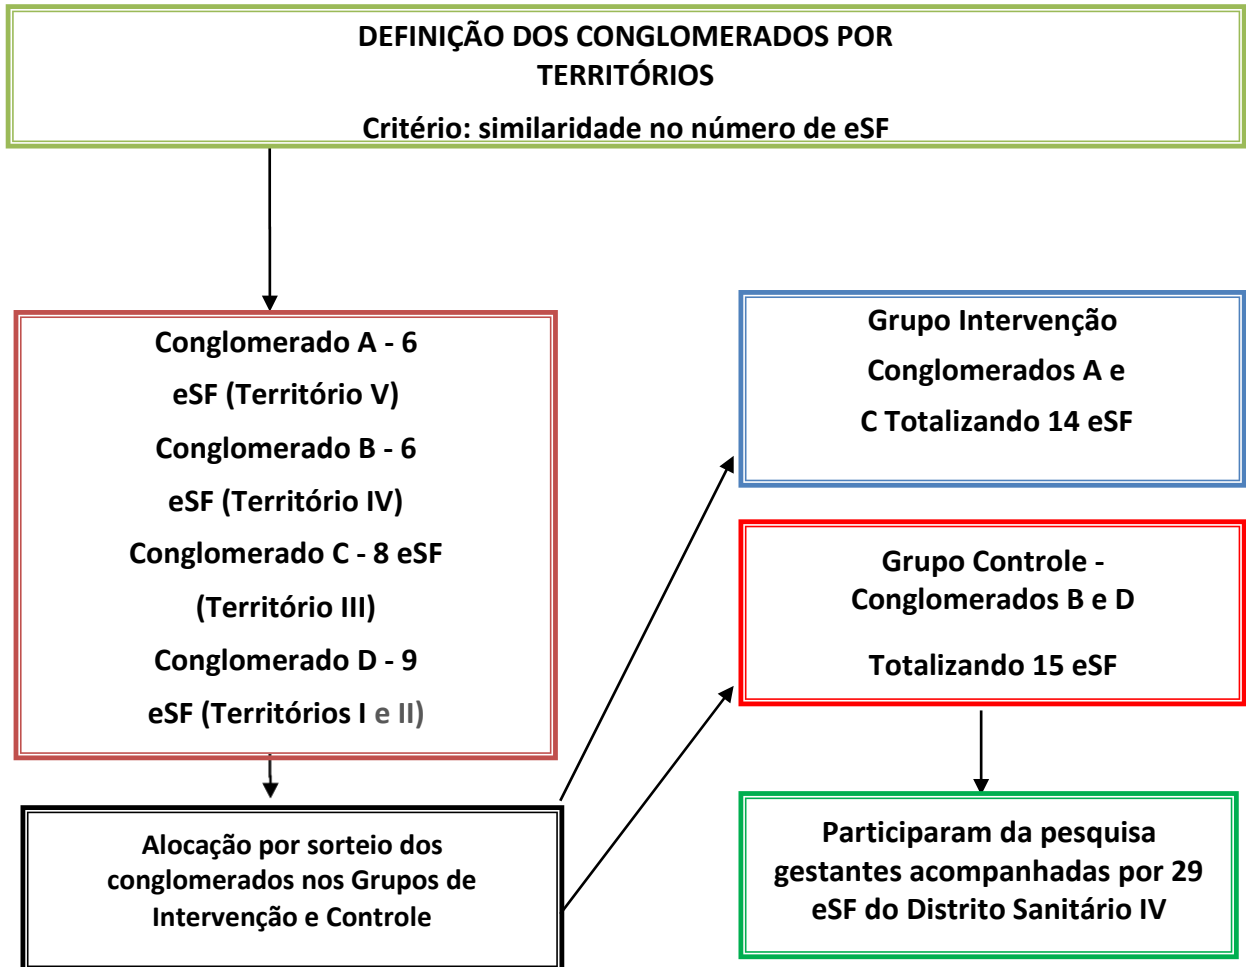 DEFINIÇÃO DOS CONGLOMERADOS POR
TERRITÓRIOS
Critério: similaridade no número de eSF
Conglomerado A - 6
eSF (Território V)
Conglomerado B - 6
eSF (Território IV)
Conglomerado C - 8 eSF
(Território III)
Conglomerado D - 9
eSF (Territórios I e II)
Alocação por sorteio dos
conglomerados nos Grupos de
Intervenção e Controle
Grupo Intervenção
Conglomerados A e
C Totalizando 14 eSF
Grupo Controle -
Conglomerados B e D
Totalizando 15 eSF
Participaram da pesquisa
gestantes acompanhadas por 29
eSF do Distrito Sanitário IV